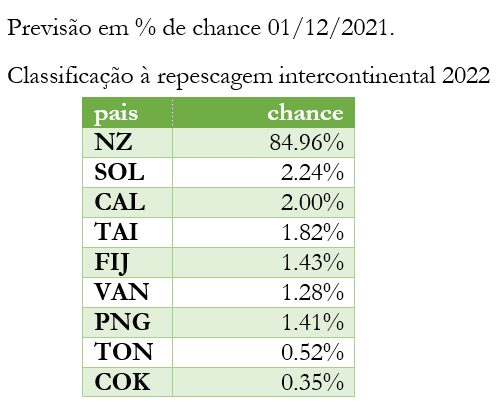 Previsão em % de chance 01/12/2021.
Classificação à repescagem intercontinental 2022
pais chance
NZ 84.96%
SOL 2.24%
CAL 2.00%
TAI 1.82%
FIJ 1.43%
VAN 1.28%
PNG 1.41%
TON 0.52%
COK 0.35%